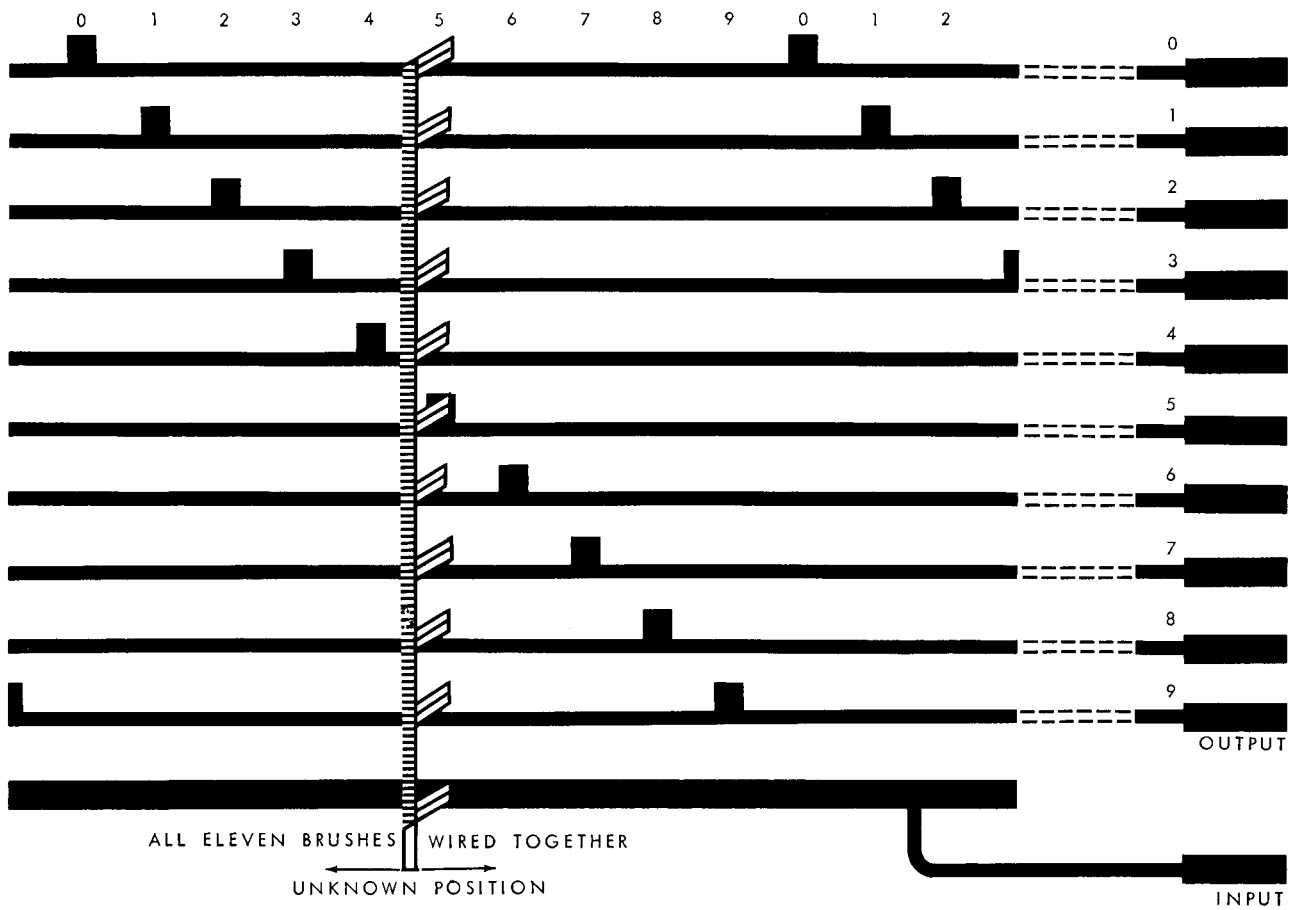 0 1 2 3 4 5 6 7 8 9 0 1 2
0
1
2
3
4
5
6
7
8
9
OUTPUT
ALL ELEVEN BRUSHES WIRED TOGETHER
UNKNOWN POSITION
INPUT